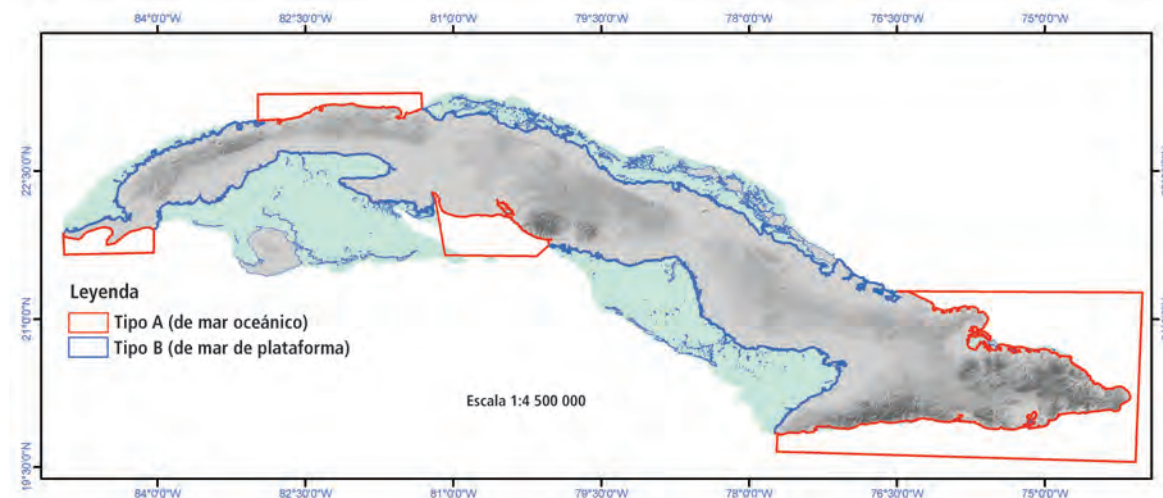 84°0'0"W 82°30'0"W 81°0'0"W 79°30'0"W 78°0'0"W 76°30'0"W 75°0'0"W
22°30'0"N
21°0'0"N
19°30'0"N
Leyenda
Tipo A (de mar oceánico)
Tipo B (de mar de plataforma)
Escala 1:4 500 000
84°0'0"W 82°30'0"W 81°0'0"W 79°30'0"W 78°0'0"W 76°30'0"W 75°0'0"W